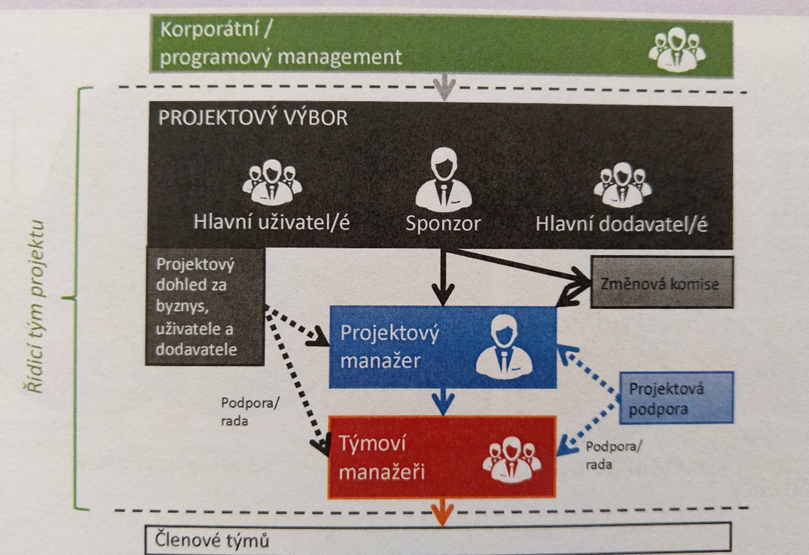 Korporátní /
programový management
PROJEKTOVÝ VÝBOR
Hlavní uživatel/é
Sponzor
Hlavní dodavatel/é
Projektový
dohled za
byznys,
uživatele a
dodavatele
Změnová komise
Projektový
manažer
Projektová
podpora
Podpora/
rada
Týmoví
manažeři
Podpora/
rada
Členové týmů
Řídicí tým projektu